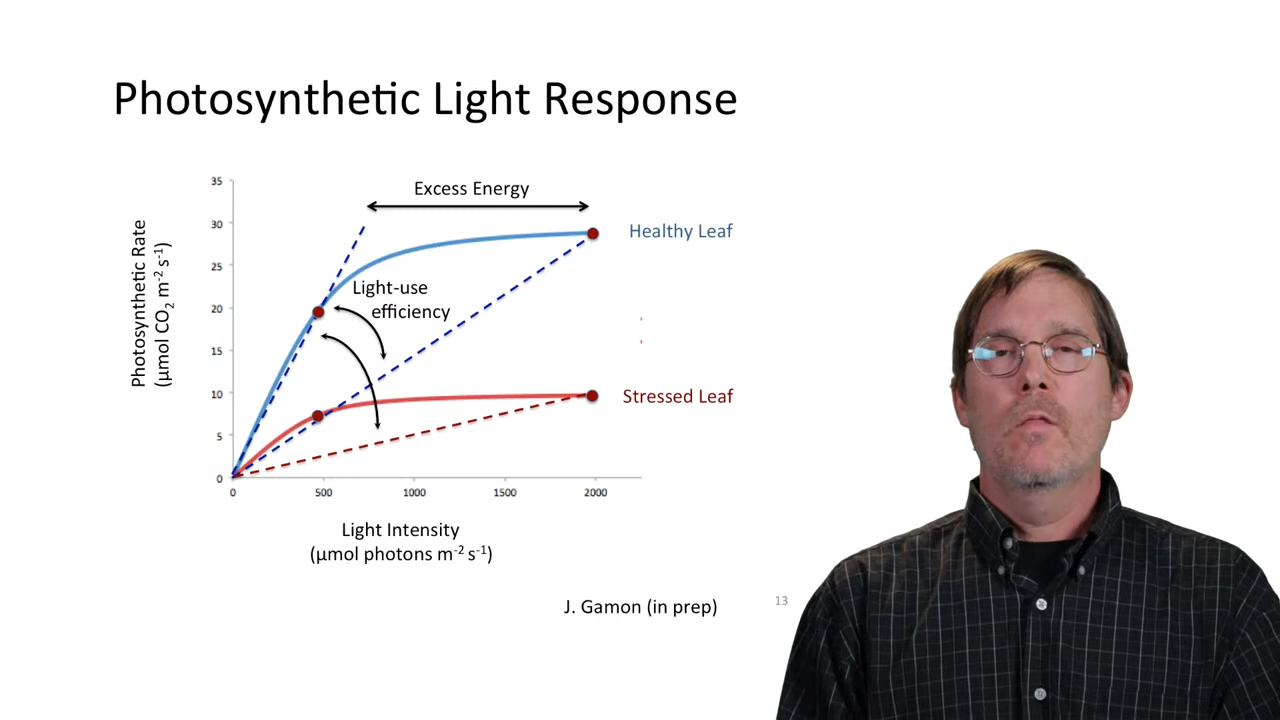 Photosynthetic Light Response
Excess Energy
35
30
25
20
15
10
5
0
Photosynthetic Rate
(µmol CO₂ m⁻² s⁻¹)
Healthy Leaf
Light-use
efficiency
Stressed Leaf
0 500 1000 1500 2000
Light Intensity
(µmol photons m⁻² s⁻¹)
J. Gamon (in prep)
13